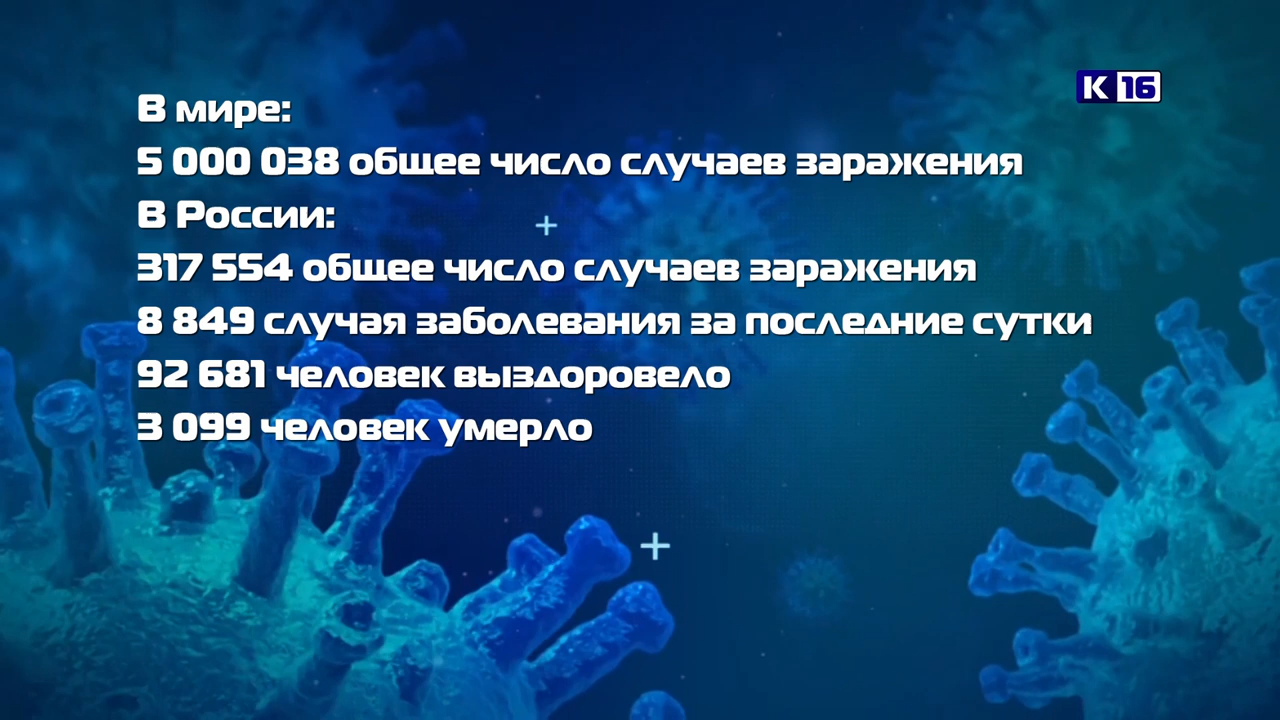 К 16
В мире:
5 000 038 общее число случаев заражения
В России:
317 554 общее число случаев заражения
8 849 случая заболевания за последние сутки
92 681 человек выздоровело
3 099 человек умерло